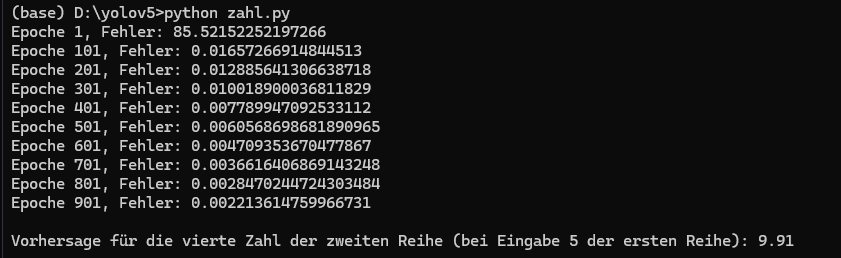 (base) D:\yolov5>python zahl.py
Epoche 1, Fehler: 85.52152252197266
Epoche 101, Fehler: 0.01657266914844513
Epoche 201, Fehler: 0.012885641306638718
Epoche 301, Fehler: 0.010018900036811829
Epoche 401, Fehler: 0.007789947092533112
Epoche 501, Fehler: 0.0060568698681890965
Epoche 601, Fehler: 0.004709353670477867
Epoche 701, Fehler: 0.0036616406869143248
Epoche 801, Fehler: 0.0028470244724303484
Epoche 901, Fehler: 0.002213614759966731
Vorhersage für die vierte Zahl der zweiten Reihe (bei Eingabe 5 der ersten Reihe): 9.91